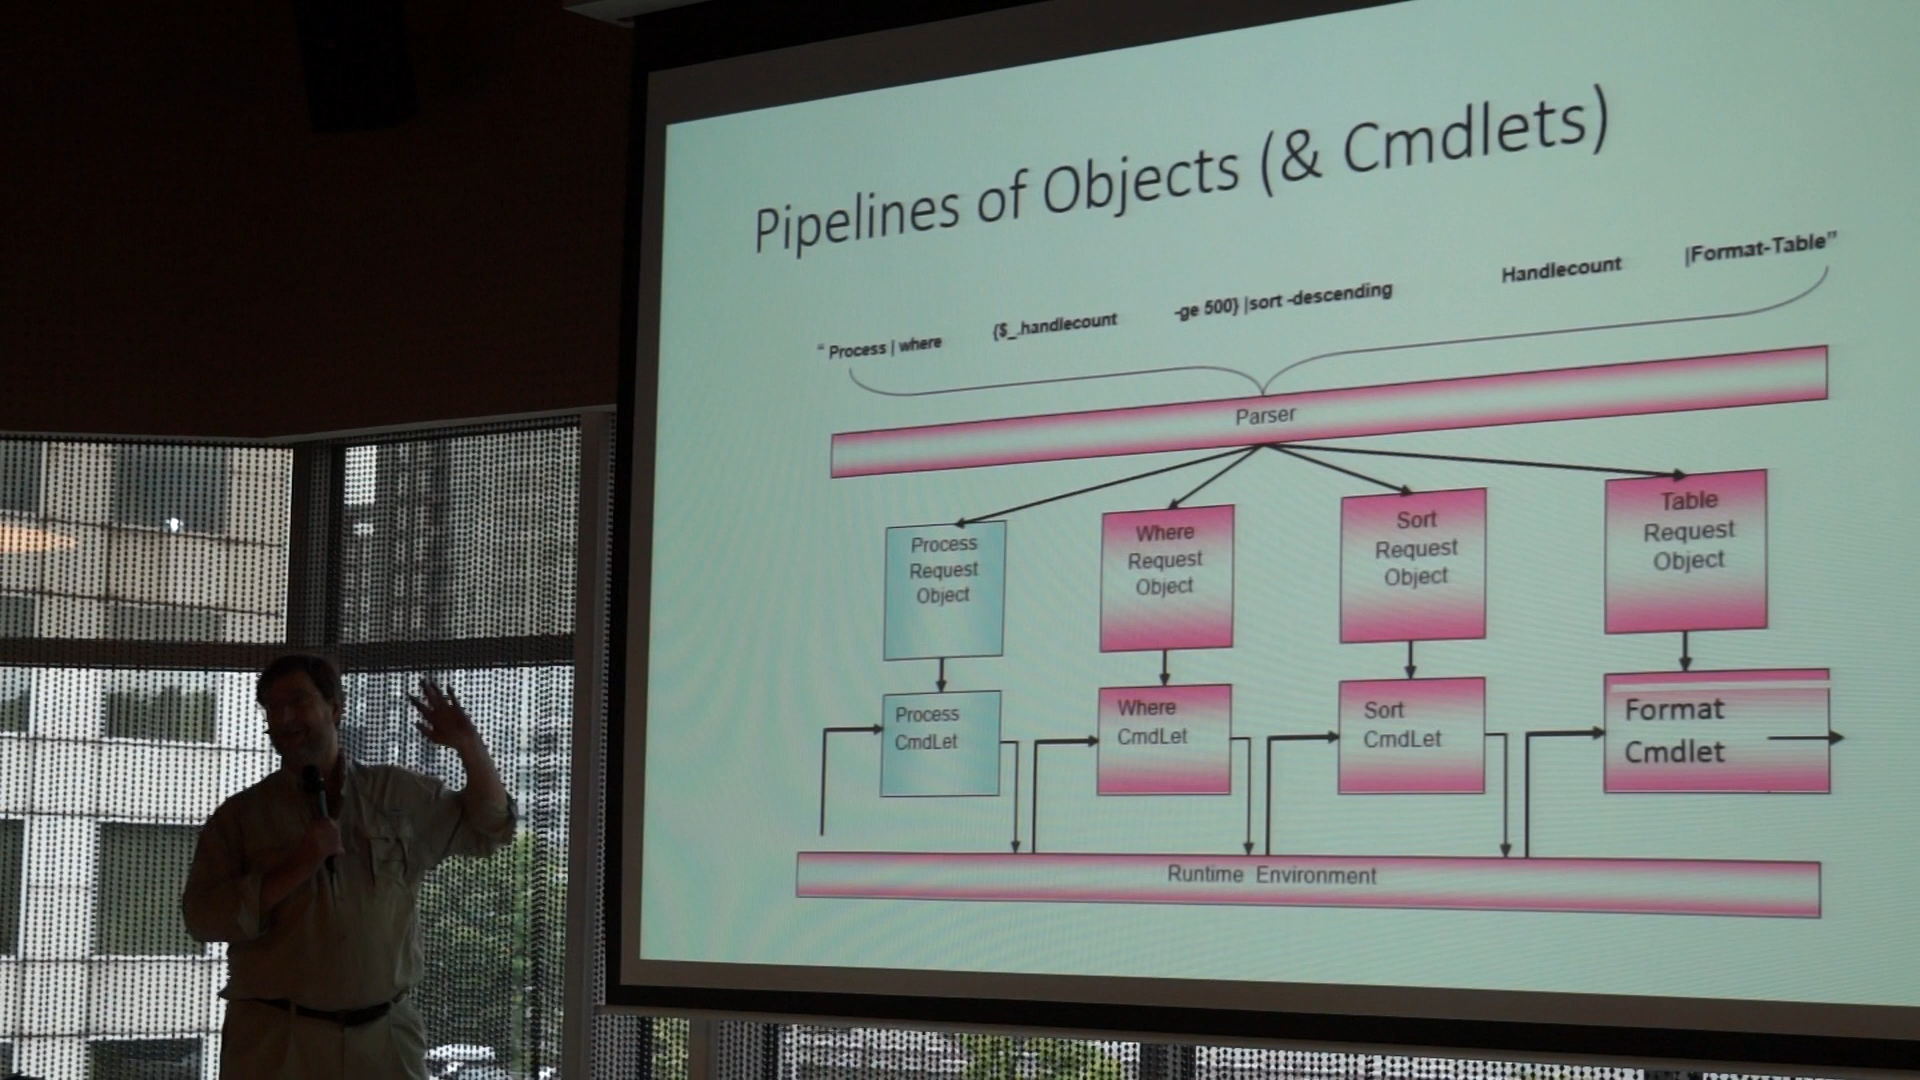 Pipelines of Objects (& Cmdlets)
“ Process | where {$_.handlecount -ge 500} |sort -descending Handlecount |Format-Table”
Parser
Process
Request
Object
Where
Request
Object
Sort
Request
Object
Table
Request
Object
Process
CmdLet
Where
CmdLet
Sort
CmdLet
Format
Cmdlet
Runtime Environment